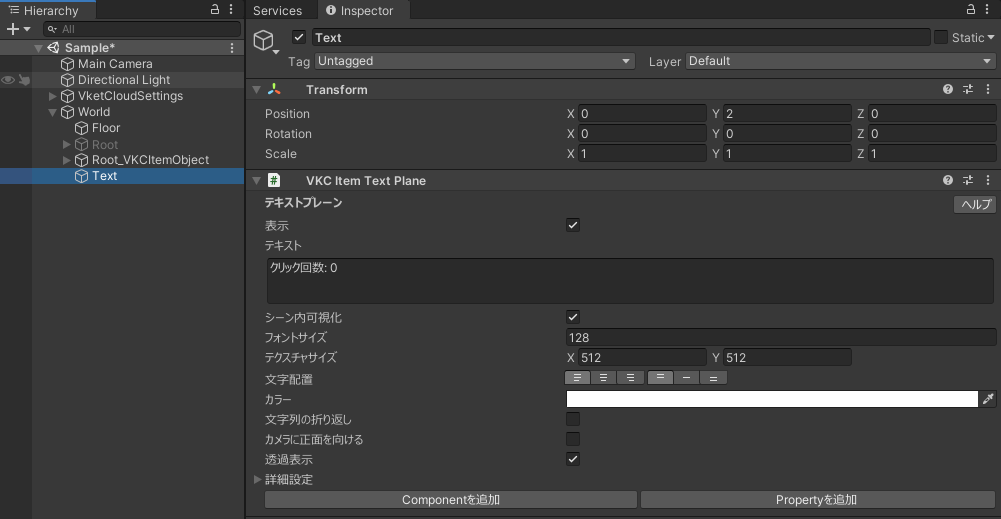 Hierarchy
All
Sample*
Main Camera
Directional Light
VketCloudSettings
World
Floor
Root
Root_VKCItemObject
Text
Services
Inspector
Text
Static
Tag Untagged Layer Default
Transform
Position X 0 Y 2 Z 0
Rotation X 0 Y 0 Z 0
Scale X 1 Y 1 Z 1
# VKC Item Text Plane
テキストプレーン
ヘルプ
表示
テキスト
クリック回数: 0
シーン内可視化
フォントサイズ 128
テクスチャサイズ X 512 Y 512
文字配置
カラー
文字列の折り返し
カメラに正面を向ける
透過表示
詳細設定
Componentを追加 Propertyを追加